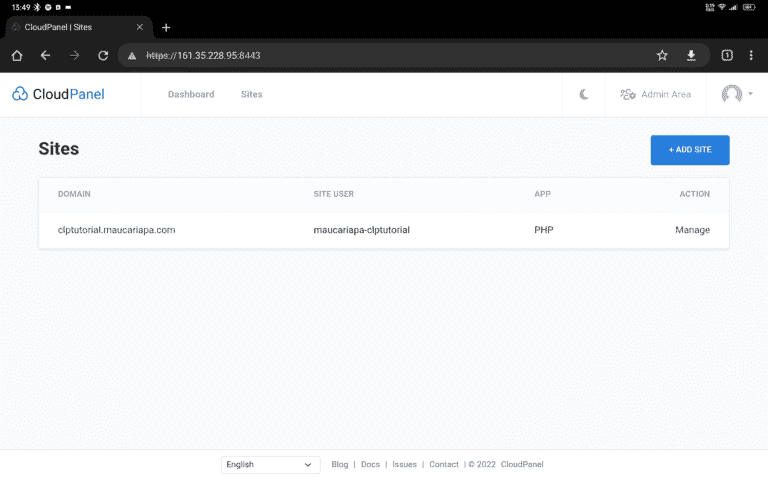 15:49
CloudPanel | Sites
https://161.35.228.95:8443
CloudPanel Dashboard Sites Admin Area
Sites
+ ADD SITE
DOMAIN SITE USER APP ACTION
clptutorial.maucariapa.com maucariapa-clptutorial PHP Manage
English Blog | Docs | Issues | Contact | © 2022 CloudPanel